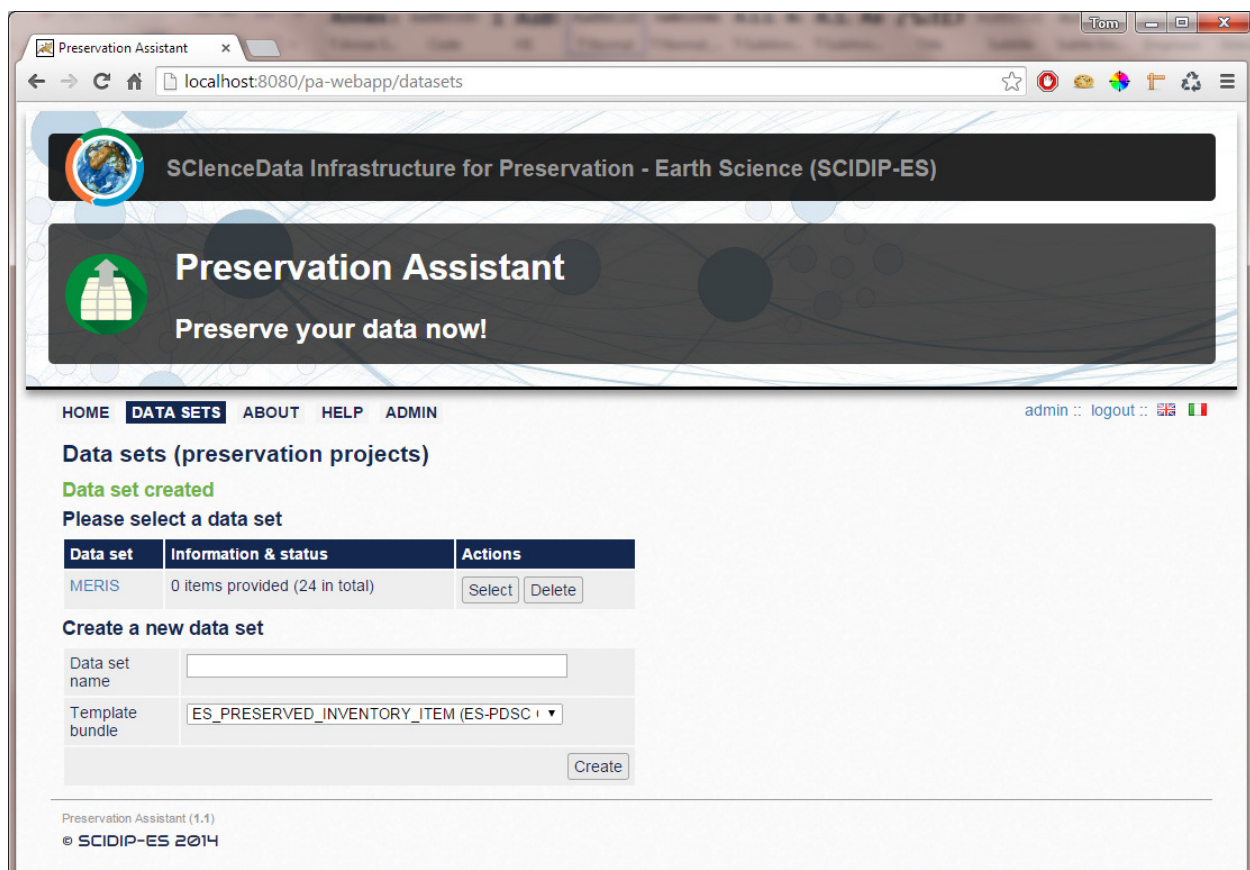 Tom
Preservation Assistant
localhost:8080/pa-webapp/datasets
SCIenceData Infrastructure for Preservation - Earth Science (SCIDIP-ES)
Preservation Assistant
Preserve your data now!
HOME DATA SETS ABOUT HELP ADMIN admin :: logout ::
Data sets (preservation projects)
Data set created
Please select a data set
Data set Information & status Actions
MERIS 0 items provided (24 in total) Select Delete
Create a new data set
Data set
name
Template
bundle
ES_PRESERVED_INVENTORY_ITEM (ES-PDSC
Create
Preservation Assistant (1.1)
© SCIDIP-ES 2014